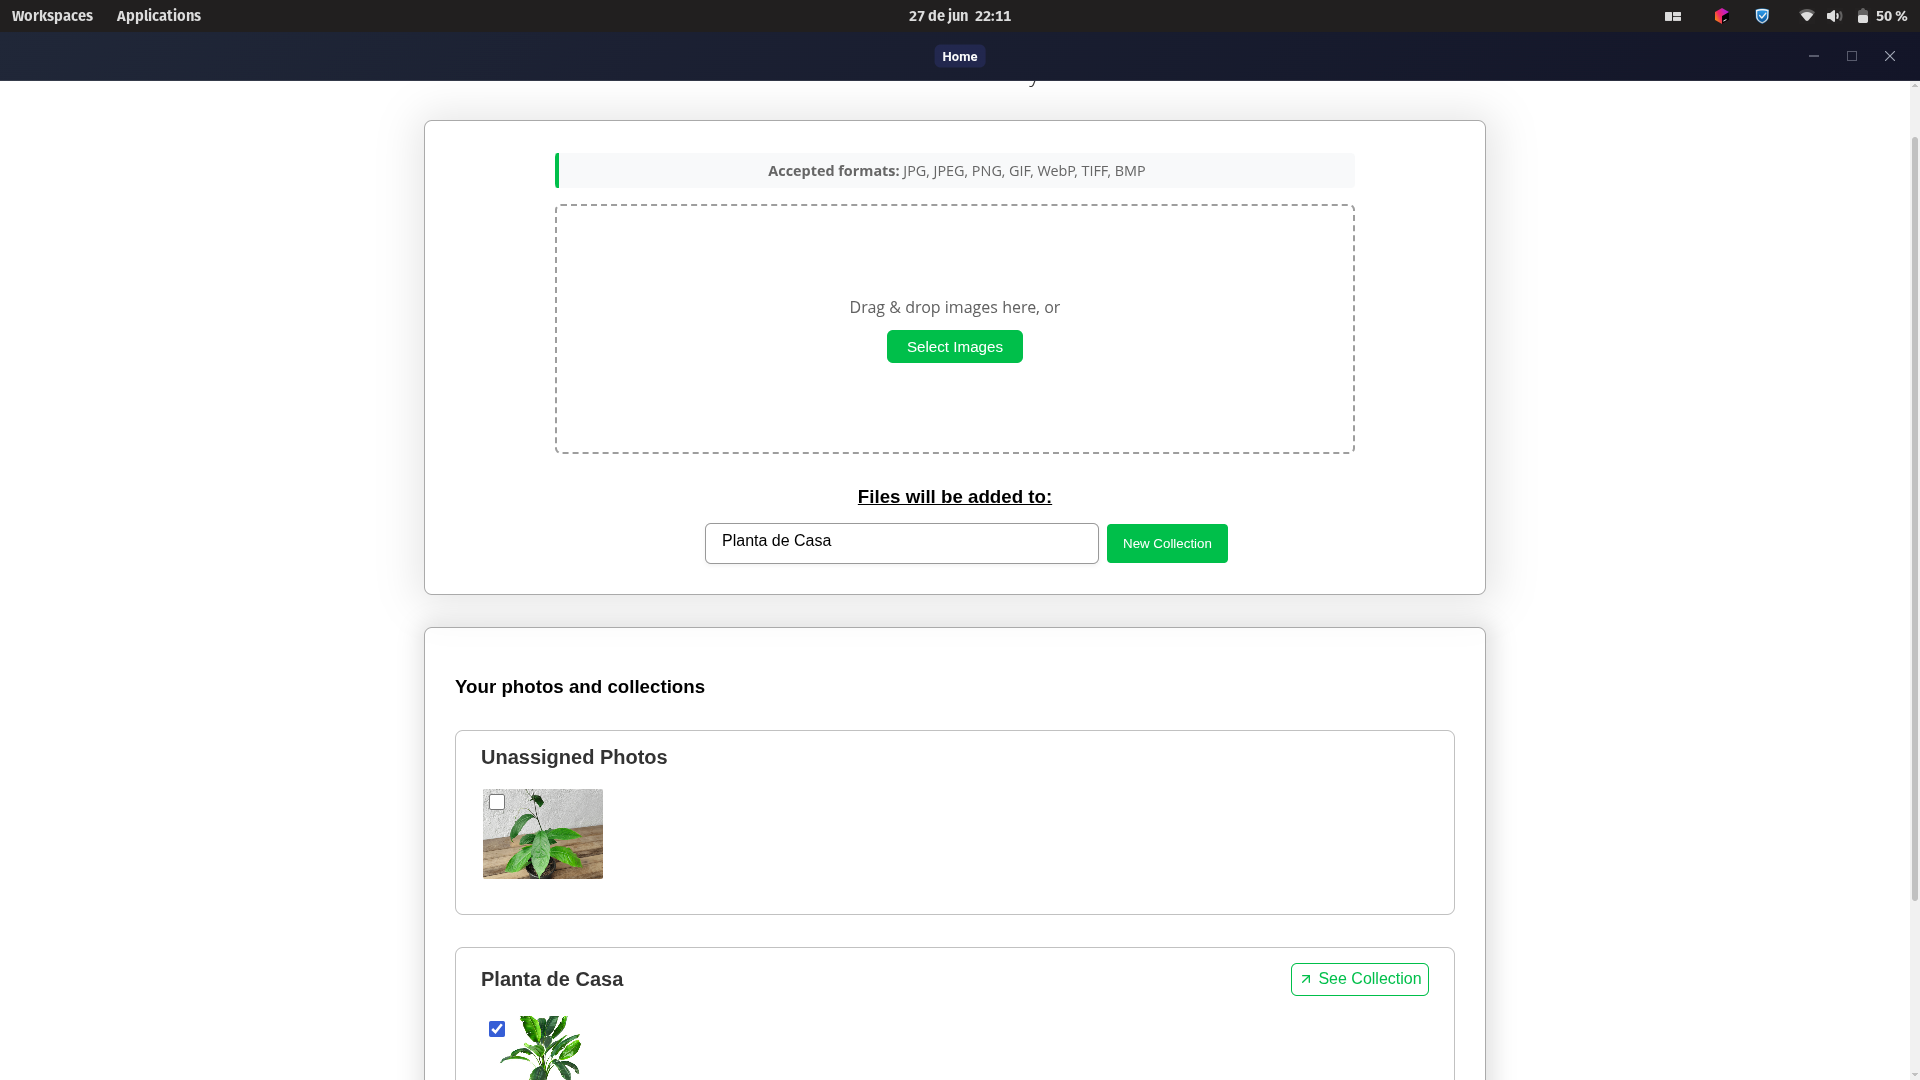 Workspaces Applications 27 de jun 22:11 50 %
Home
Accepted formats: JPG, JPEG, PNG, GIF, WebP, TIFF, BMP
Drag & drop images here, or
Select Images
Files will be added to:
Planta de Casa New Collection
Your photos and collections
Unassigned Photos
Planta de Casa See Collection